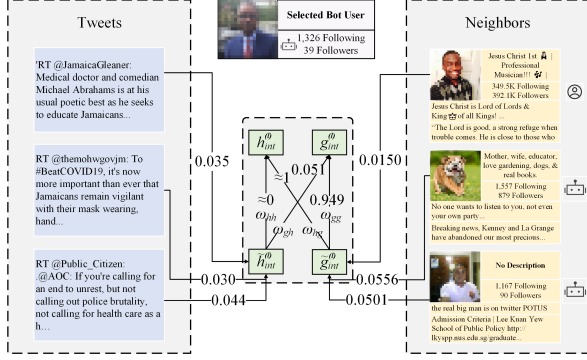 Tweets
'RT @JamaicaGleaner:
Medical doctor and comedian
Michael Abrahams is at his
usual poetic best as he seeks
to educate Jamaicans...
RT @themohwgovjm: To
#BeatCOVID19, it's now
more important than ever that
Jamaicans remain vigilant
with their mask wearing,
hand...
RT @Public_Citizen:
.@AOC: If you're calling for
an end to unrest, but not
calling out police brutality,
not calling for health care as a
h…
Selected Bot User
1,326 Following
39 Followers
0.035
0.030
0.044
h_int^(l)
g_int^(l)
≈1
0.051
≈0
0.949
ω_hh
ω_gh
ω_hg
ω_gg
h̃_int^(l)
g̃_int^(l)
0.0150
0.0556
0.0501
Neighbors
Jesus Christ 1st |
Professional
Musician!!! |
349.5K Following
392.1K Followers
Jesus Christ is Lord of Lords &
King of all Kings! ...
"The Lord is good, a strong refuge when
trouble comes. He is close to those who
Mother, wife, educator,
love gardening, dogs, &
real books.
1,557 Following
879 Followers
No one wants to listen to you, not even
your own party...
Breaking news, Kenney and La Grange
have abandoned our most precious...
No Description
1,167 Following
90 Followers
the real big man is on twitter POTUS
Admission Criteria | Lee Kuan Yew
School of Public Policy http://
lkyspp.nus.edu.sg/graduate...